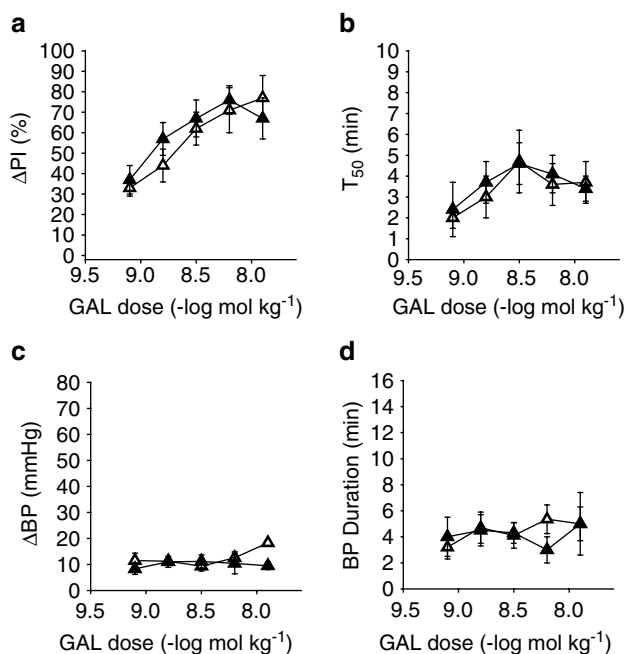 a
100
90
80
70
60
50
40
30
20
10
0
ΔPI (%)
9.5 9.0 8.5 8.0
GAL dose (-log mol kg⁻¹)
b
10
9
8
7
6
5
4
3
2
1
0
T₅₀ (min)
9.5 9.0 8.5 8.0
GAL dose (-log mol kg⁻¹)
c
80
70
60
50
40
30
20
10
0
ΔBP (mmHg)
9.5 9.0 8.5 8.0
GAL dose (-log mol kg⁻¹)
d
16
14
12
10
8
6
4
2
0
BP Duration (min)
9.5 9.0 8.5 8.0
GAL dose (-log mol kg⁻¹)